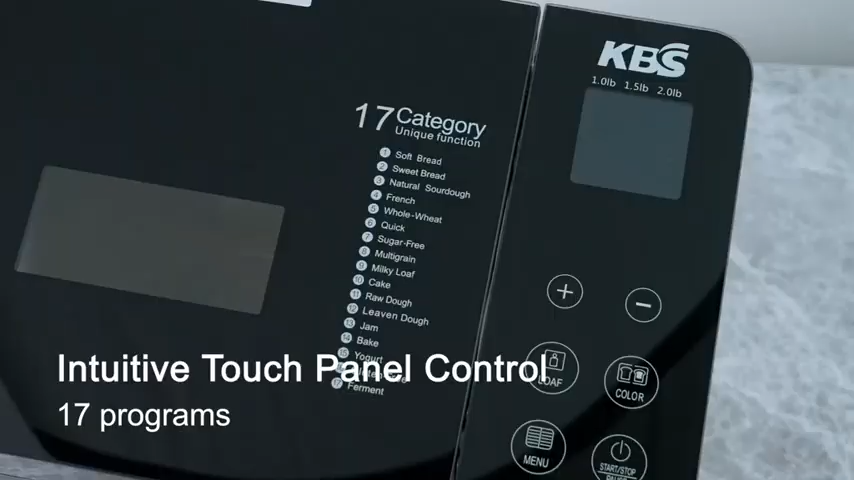 KBS
1.0lb 1.5lb 2.0lb
17 Category
Unique function
1 Soft Bread
2 Sweet Bread
3 Natural Sourdough
4 French
5 Whole-Wheat
6 Quick
7 Sugar-Free
8 Multigrain
9 Milky Loaf
10 Cake
11 Raw Dough
12 Leaven Dough
13 Jam
14 Bake
15 Yogurt
17 Ferment
+ −
LOAF
COLOR
MENU
START/STOP
Intuitive Touch Panel Control
17 programs